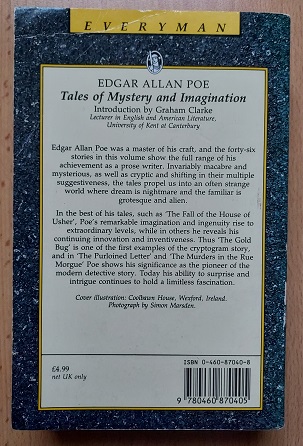 EVERYMAN
EDGAR ALLAN POE
Tales of Mystery and Imagination
Introduction by Graham Clarke
Lecturer in English and American Literature,
University of Kent at Canterbury
Edgar Allan Poe was a master of his craft, and the forty-six
stories in this volume show the full range of his
achievement as a prose writer. Invariably macabre and
mysterious, as well as cryptic and shifting in their multiple
suggestiveness, the tales propel us into an often strange
world where dream is nightmare and the familiar is
grotesque and alien.
In the best of his tales, such as 'The Fall of the House of
Usher', Poe's remarkable imagination and ingenuity rise to
extraordinary levels, while in others he reveals his
continuing innovation and inventiveness. Thus 'The Gold
Bug' is one of the first examples of the cryptogram story,
and in 'The Purloined Letter' and 'The Murders in the Rue
Morgue' Poe shows his significance as the pioneer of the
modern detective story. Today his ability to surprise and
intrigue continues to hold a limitless fascination.
Cover illustration: Coolbawn House, Wexford, Ireland.
Photograph by Simon Marsden.
£4.99
net UK only
ISBN 0-460-87040-8
9 780460 870405